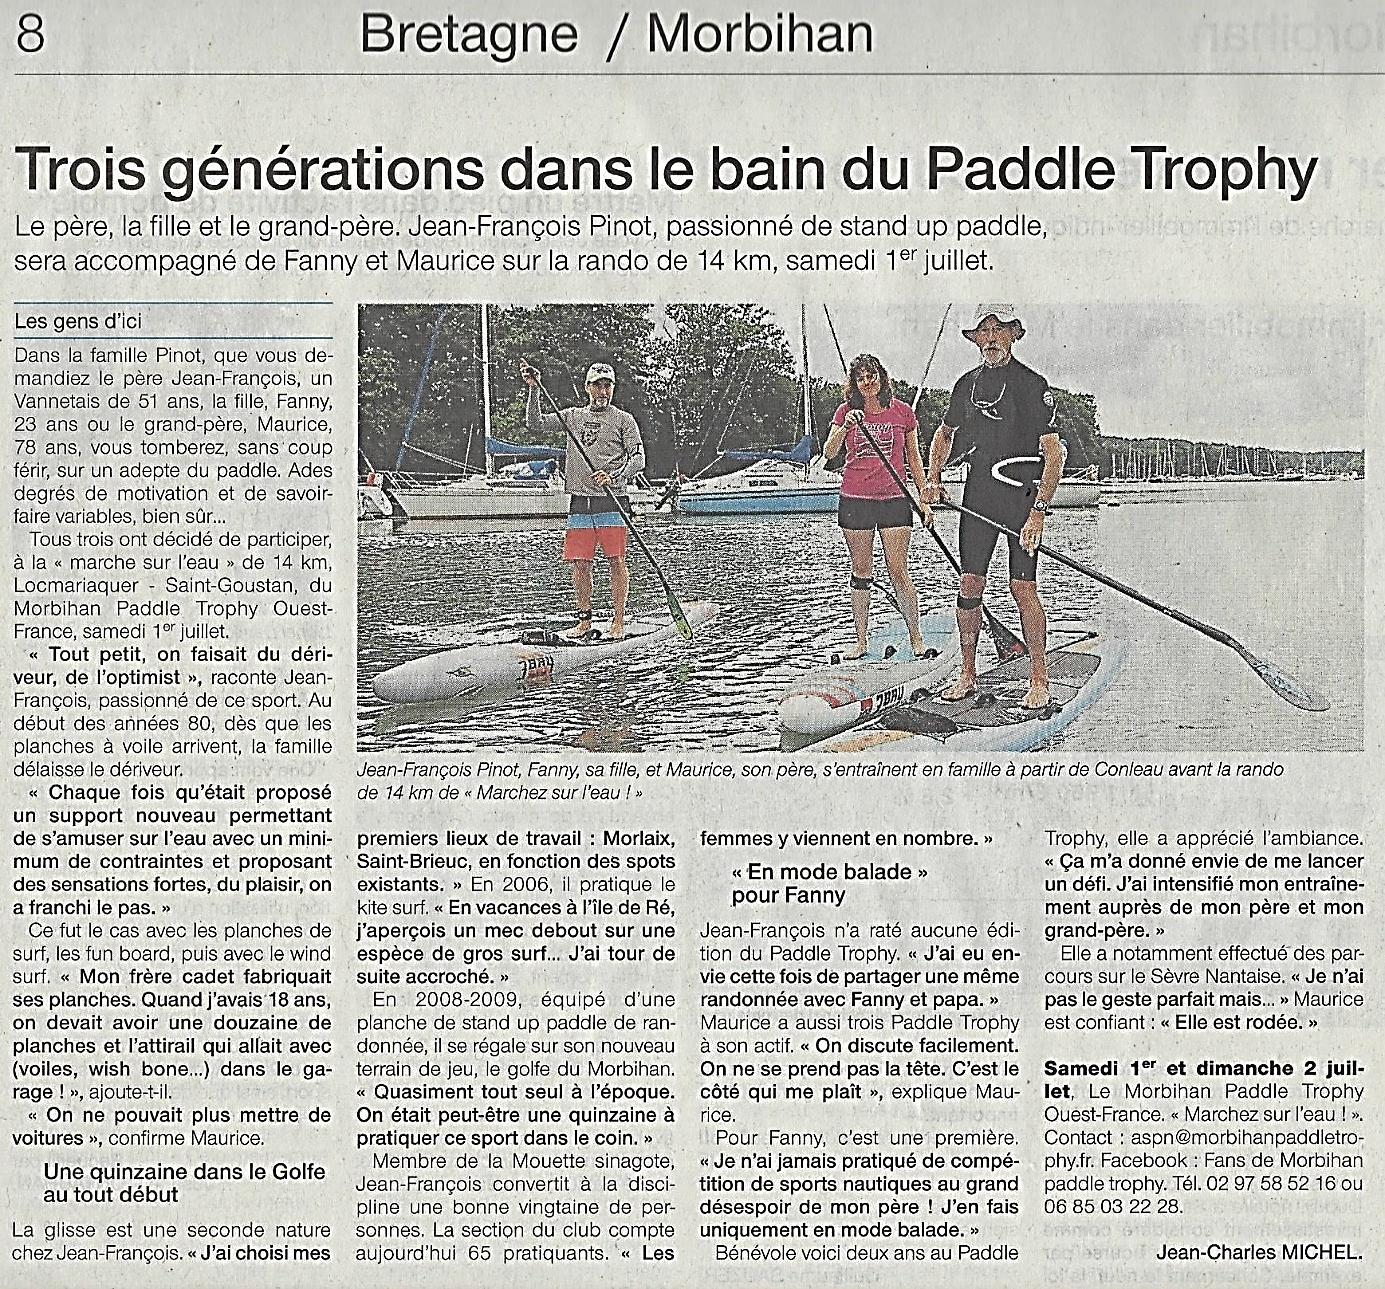 8
Bretagne / Morbihan
Trois générations dans le bain du Paddle Trophy
Le père, la fille et le grand-père. Jean-François Pinot, passionné de stand up paddle,
sera accompagné de Fanny et Maurice sur la rando de 14 km, samedi 1er juillet.
Les gens d'ici
Dans la famille Pinot, que vous de-
mandiez le père Jean-François, un
Vannetais de 51 ans, la fille, Fanny,
23 ans ou le grand-père, Maurice,
78 ans, vous tomberez, sans coup
férir, sur un adepte du paddle. Ades
degrés de motivation et de savoir-
faire variables, bien sûr...
Tous trois ont décidé de participer,
à la « marche sur l'eau » de 14 km,
Locmariaquer - Saint-Goustan, du
Morbihan Paddle Trophy Ouest-
France, samedi 1er juillet.
« Tout petit, on faisait du déri-
veur, de l'optimist », raconte Jean-
François, passionné de ce sport. Au
début des années 80, dès que les
planches à voile arrivent, la famille
délaisse le dériveur.
« Chaque fois qu'était proposé
un support nouveau permettant
de s'amuser sur l'eau avec un mini-
mum de contraintes et proposant
des sensations fortes, du plaisir, on
a franchi le pas. »
Ce fut le cas avec les planches de
surf, les fun board, puis avec le wind
surf. « Mon frère cadet fabriquait
ses planches. Quand j'avais 18 ans,
on devait avoir une douzaine de
planches et l'attirail qui allait avec
(voiles, wish bone...) dans le ga-
rage ! », ajoute-t-il.
« On ne pouvait plus mettre de
voitures », confirme Maurice.
Une quinzaine dans le Golfe
au tout début
La glisse est une seconde nature
chez Jean-François. « J'ai choisi mes
Jean-François Pinot, Fanny, sa fille, et Maurice, son père, s'entraînent en famille à partir de Conleau avant la rando
de 14 km de « Marchez sur l'eau ! »
premiers lieux de travail : Morlaix,
Saint-Brieuc, en fonction des spots
existants. » En 2006, il pratique le
kite surf. « En vacances à l'île de Ré,
j'aperçois un mec debout sur une
espèce de gros surf... J'ai tour de
suite accroché. »
En 2008-2009, équipé d'une
planche de stand up paddle de ran-
donnée, il se régale sur son nouveau
terrain de jeu, le golfe du Morbihan.
« Quasiment tout seul à l'époque.
On était peut-être une quinzaine à
pratiquer ce sport dans le coin. »
Membre de la Mouette sinagote,
Jean-François convertit à la disci-
pline une bonne vingtaine de per-
sonnes. La section du club compte
aujourd'hui 65 pratiquants. « Les
femmes y viennent en nombre. »
« En mode balade »
pour Fanny
Jean-François n'a raté aucune édi-
tion du Paddle Trophy. « J'ai eu en-
vie cette fois de partager une même
randonnée avec Fanny et papa. »
Maurice a aussi trois Paddle Trophy
à son actif. « On discute facilement.
On ne se prend pas la tête. C'est le
côté qui me plaît », explique Mau-
rice.
Pour Fanny, c'est une première.
« Je n'ai jamais pratiqué de compé-
tition de sports nautiques au grand
désespoir de mon père ! J'en fais
uniquement en mode balade. »
Bénévole voici deux ans au Paddle
Trophy, elle a apprécié l'ambiance.
« Ça m'a donné envie de me lancer
un défi. J'ai intensifié mon entraîne-
ment auprès de mon père et mon
grand-père. »
Elle a notamment effectué des par-
cours sur le Sèvre Nantaise. « Je n'ai
pas le geste parfait mais... » Maurice
est confiant : « Elle est rodée. »
Samedi 1er et dimanche 2 juil-
let, Le Morbihan Paddle Trophy
Ouest-France. « Marchez sur l'eau ! ».
Contact : aspn@morbihanpaddletro-
phy.fr. Facebook : Fans de Morbihan
paddle trophy. Tél. 02 97 58 52 16 ou
06 85 03 22 28.
Jean-Charles MICHEL.